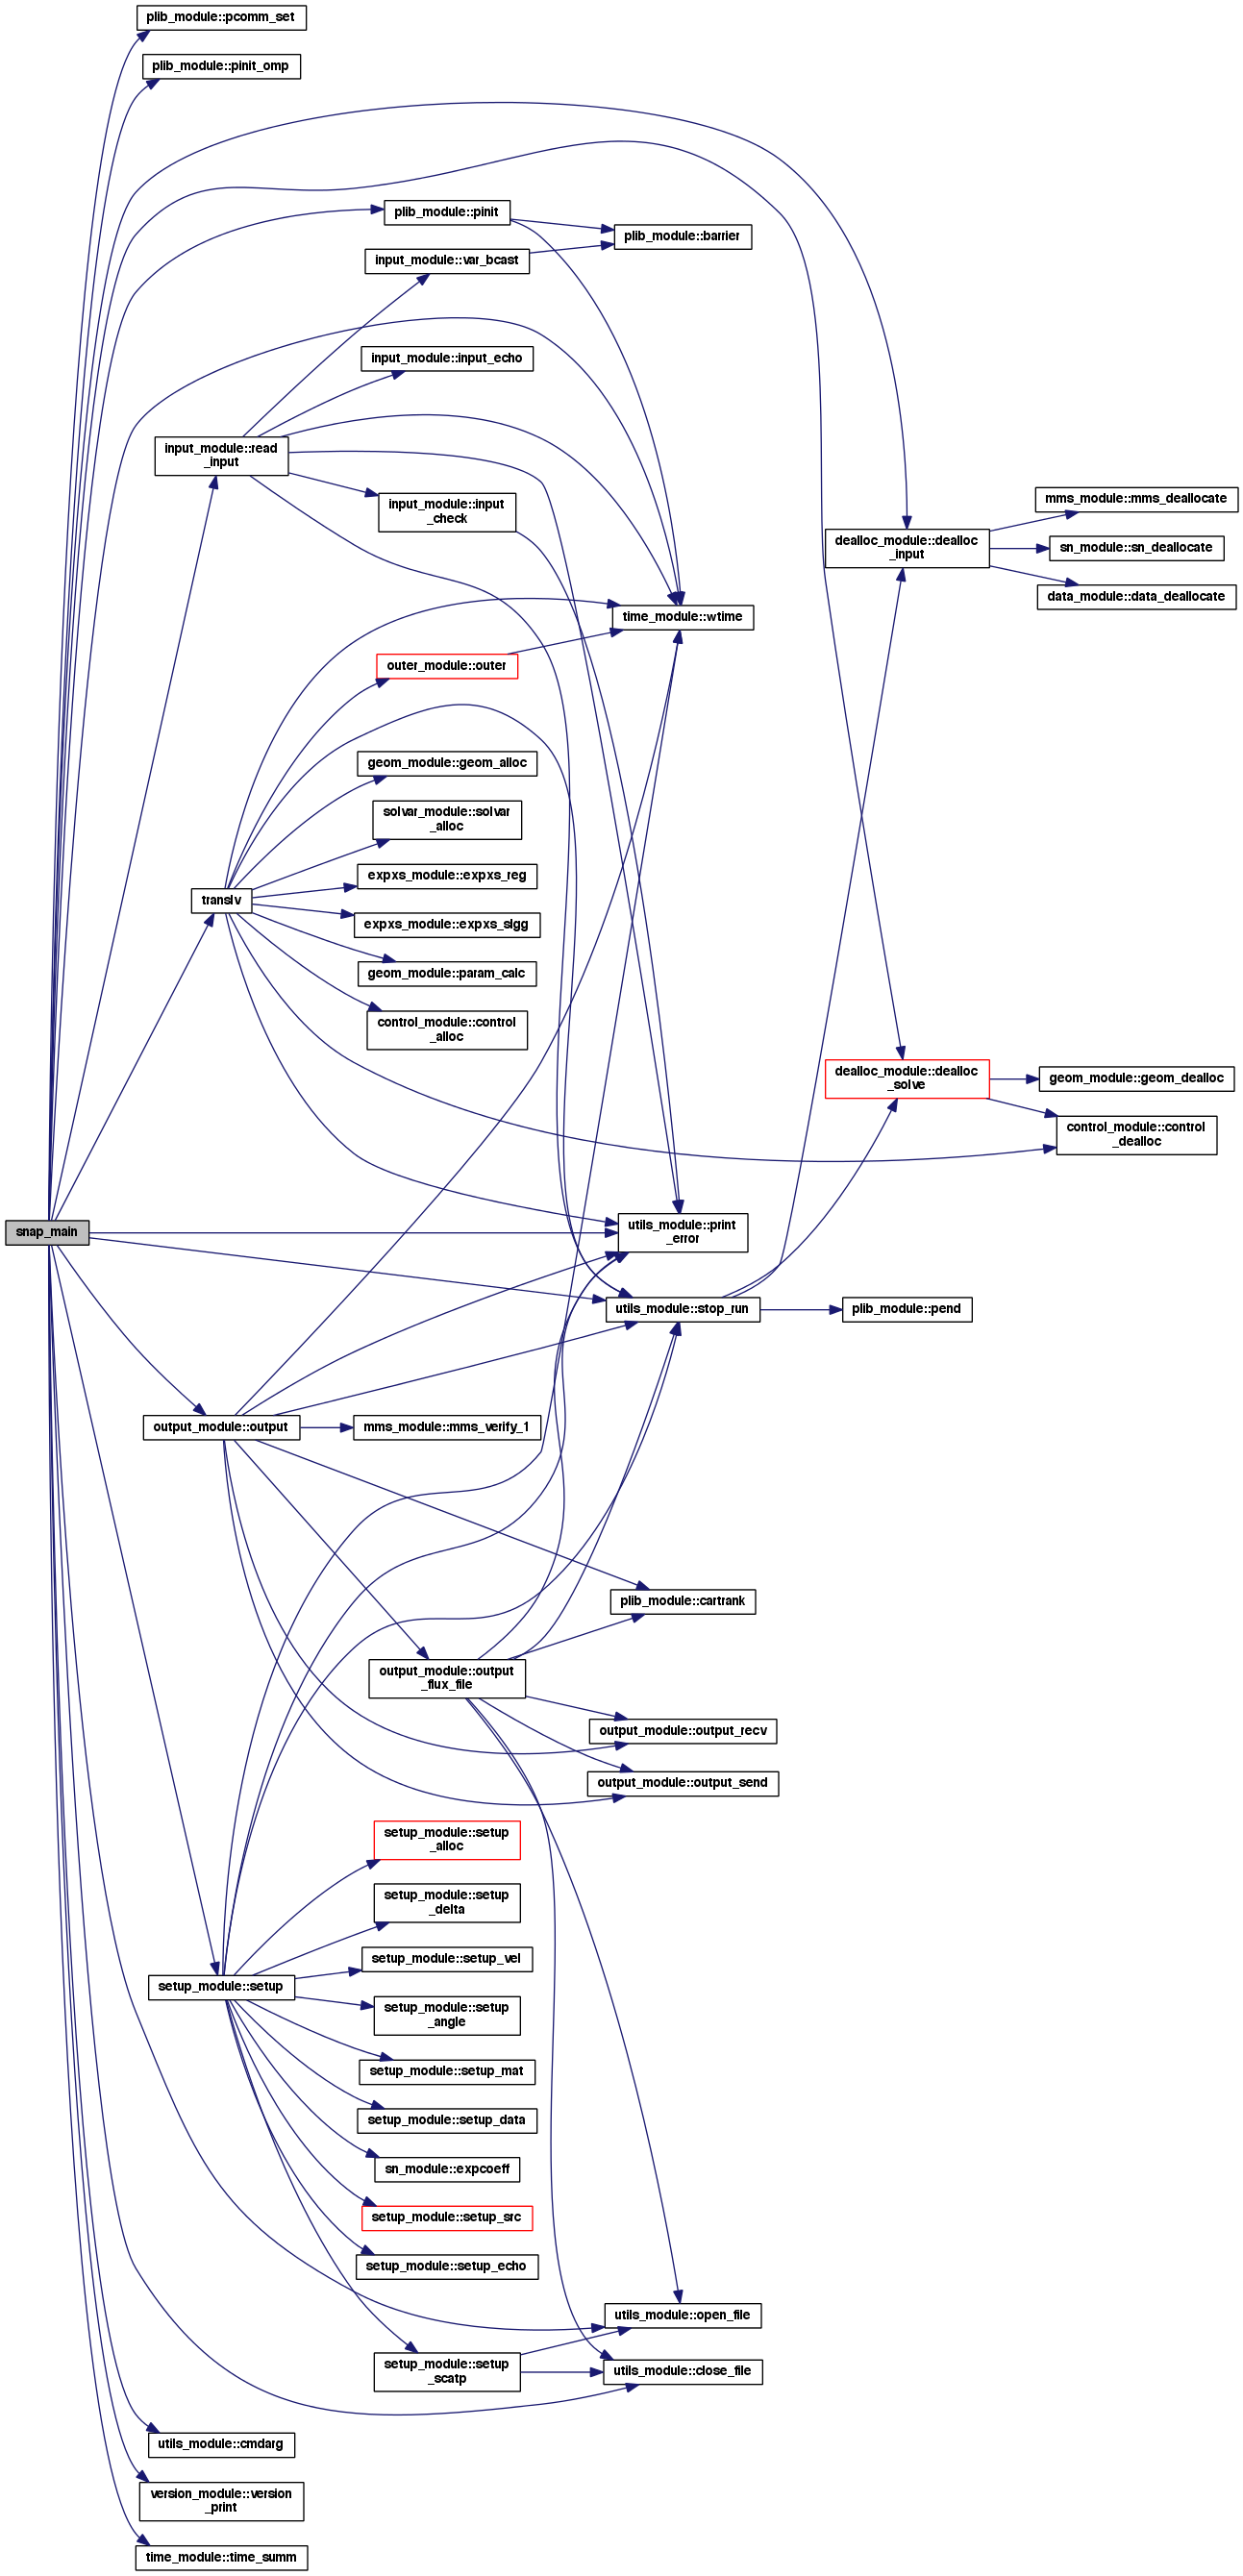 plib_module::pcomm_set
plib_module::pinit_omp
plib_module::pinit
plib_module::barrier
input_module::var_bcast
input_module::input_echo
input_module::read
_input
input_module::input
_check
mms_module::mms_deallocate
dealloc_module::dealloc
_input
sn_module::sn_deallocate
data_module::data_deallocate
time_module::wtime
outer_module::outer
geom_module::geom_alloc
solvar_module::solvar
_alloc
expxs_module::expxs_reg
translv
expxs_module::expxs_slgg
geom_module::param_calc
control_module::control
_alloc
dealloc_module::dealloc
_solve
geom_module::geom_dealloc
control_module::control
_dealloc
snap_main
utils_module::print
_error
utils_module::stop_run
plib_module::pend
output_module::output
mms_module::mms_verify_1
plib_module::cartrank
output_module::output
_flux_file
output_module::output_recv
output_module::output_send
setup_module::setup
_alloc
setup_module::setup
_delta
setup_module::setup_vel
setup_module::setup
setup_module::setup
_angle
setup_module::setup_mat
setup_module::setup_data
sn_module::expcoeff
setup_module::setup_src
setup_module::setup_echo
utils_module::open_file
setup_module::setup
_scatp
utils_module::close_file
utils_module::cmdarg
version_module::version
_print
time_module::time_summ